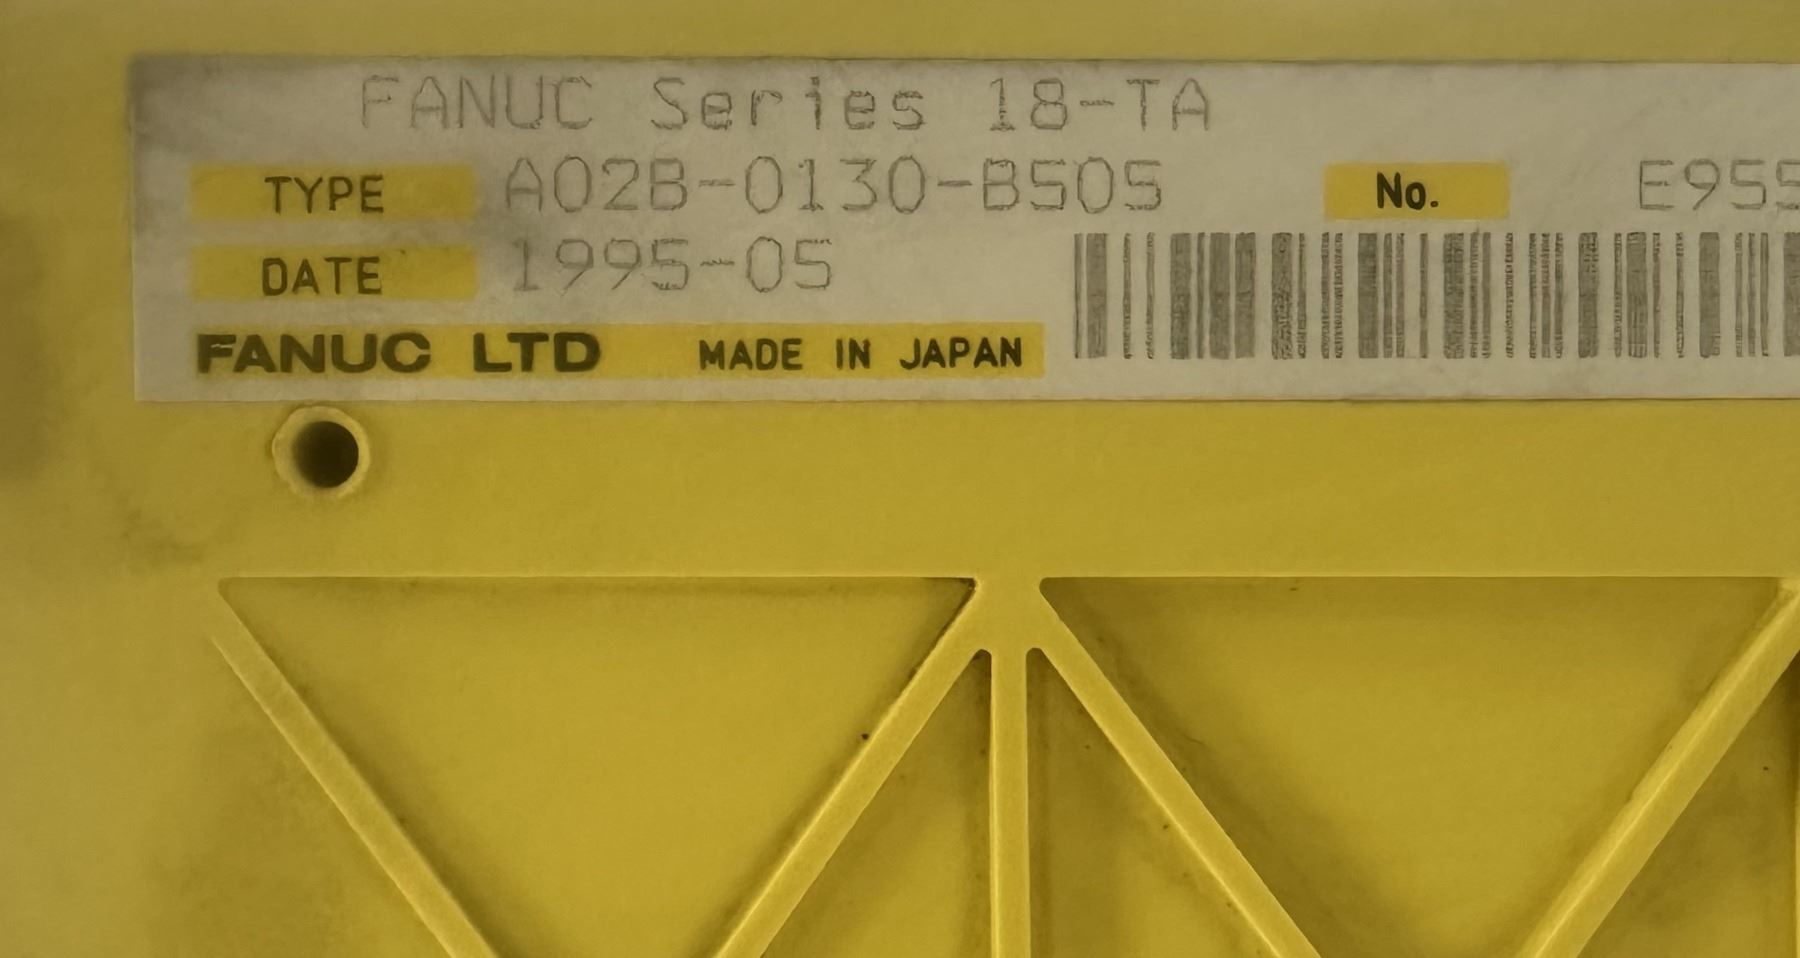 FANUC Series 18-TA
TYPE A02B-0130-B505 No. E955
DATE 1995-05
FANUC LTD MADE IN JAPAN